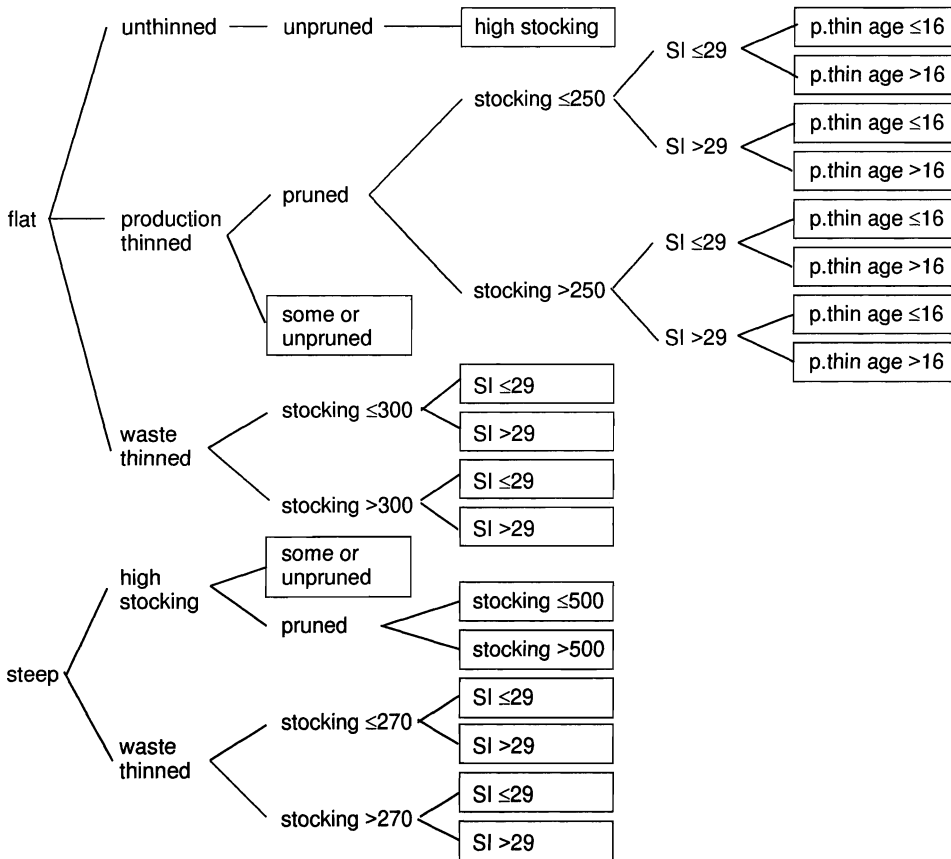 flat
unthinned
unpruned
high stocking
production
thinned
pruned
stocking ≤250
SI ≤29
p.thin age ≤16
p.thin age >16
SI >29
p.thin age ≤16
p.thin age >16
stocking >250
SI ≤29
p.thin age ≤16
p.thin age >16
SI >29
p.thin age ≤16
p.thin age >16
some or
unpruned
waste
thinned
stocking ≤300
SI ≤29
SI >29
stocking >300
SI ≤29
SI >29
steep
high
stocking
some or
unpruned
pruned
stocking ≤500
stocking >500
waste
thinned
stocking ≤270
SI ≤29
SI >29
stocking >270
SI ≤29
SI >29